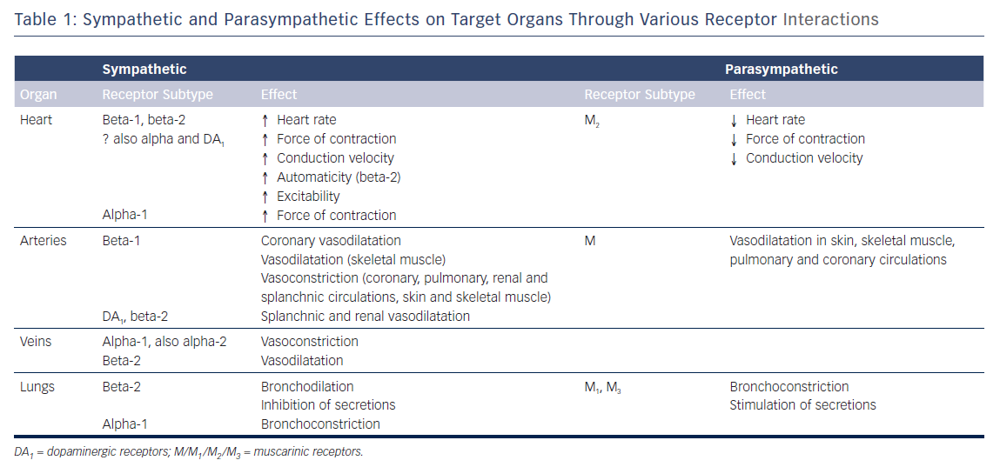 Table 1: Sympathetic and Parasympathetic Effects on Target Organs Through Various Receptor Interactions
Sympathetic Parasympathetic
Organ Receptor Subtype Effect Receptor Subtype Effect
Heart Beta-1, beta-2 ↑ Heart rate M₂ ↓ Heart rate
? also alpha and DA₁ ↑ Force of contraction ↓ Force of contraction
↑ Conduction velocity ↓ Conduction velocity
↑ Automaticity (beta-2)
↑ Excitability
Alpha-1 ↑ Force of contraction
Arteries Beta-1 Coronary vasodilatation M Vasodilatation in skin, skeletal muscle,
Vasodilatation (skeletal muscle) pulmonary and coronary circulations
Vasoconstriction (coronary, pulmonary, renal and
splanchnic circulations, skin and skeletal muscle)
DA₁, beta-2 Splanchnic and renal vasodilatation
Veins Alpha-1, also alpha-2 Vasoconstriction
Beta-2 Vasodilatation
Lungs Beta-2 Bronchodilation M₁, M₃ Bronchoconstriction
Inhibition of secretions Stimulation of secretions
Alpha-1 Bronchoconstriction
DA₁ = dopaminergic receptors; M/M₁/M₂/M₃ = muscarinic receptors.